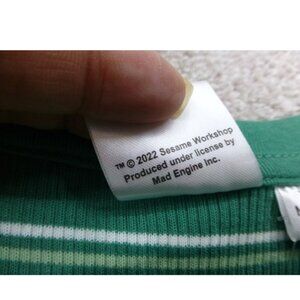 ™ © 2022 Sesame Workshop
Produced under license by
Mad Engine Inc.